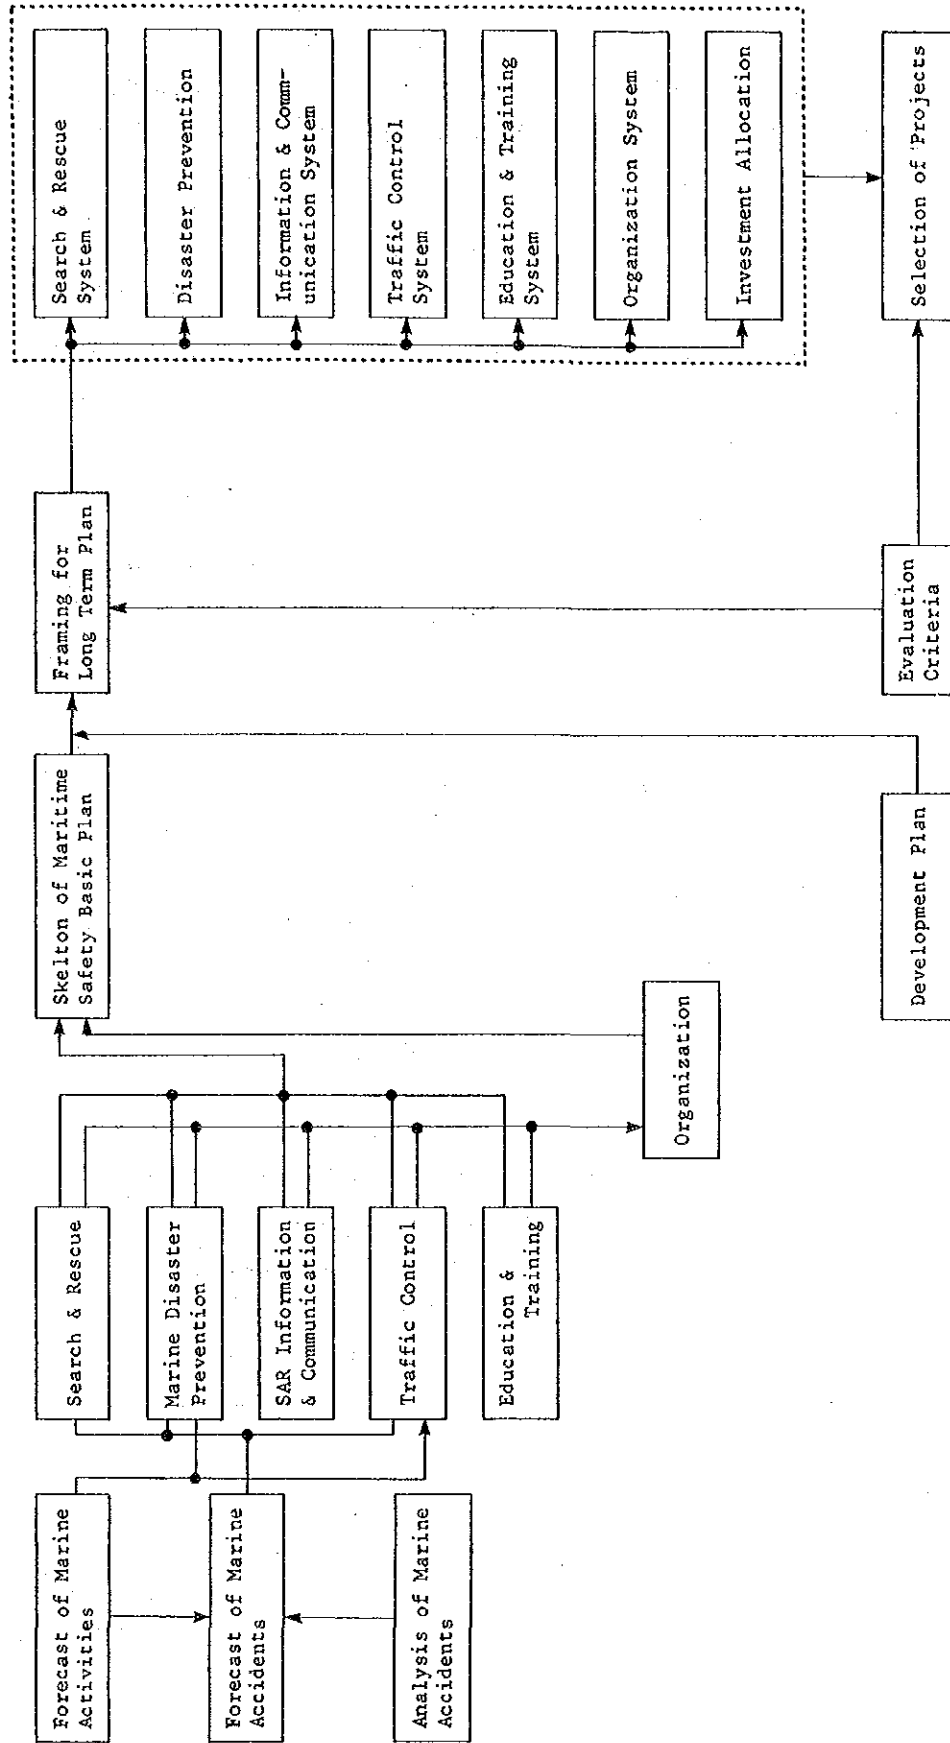 Forecast of Marine
Activities
Forecast of Marine
Accidents
Analysis of Marine
Accidents
Search & Rescue
Marine Disaster
Prevention
SAR Information
& Communication
Traffic Control
Education &
Training
Organization
Skelton of Maritime
Safety Basic Plan
Development Plan
Framing for
Long Term Plan
Evaluation
Criteria
Search & Rescue
System
Disaster Prevention
Information & Comm-
unication System
Traffic Control
System
Education & Training
System
Organization System
Investment Allocation
Selection of Projects